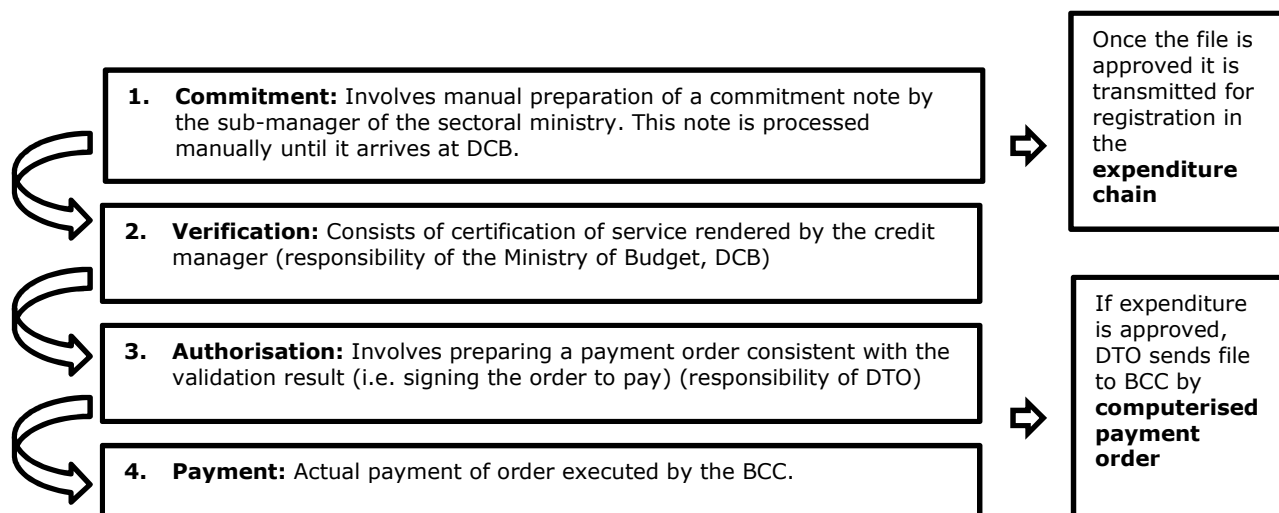 1. Commitment: Involves manual preparation of a commitment note by
the sub-manager of the sectoral ministry. This note is processed
manually until it arrives at DCB.
Once the file is
approved it is
transmitted for
registration in
the
expenditure
chain
2. Verification: Consists of certification of service rendered by the credit
manager (responsibility of the Ministry of Budget, DCB)
3. Authorisation: Involves preparing a payment order consistent with the
validation result (i.e. signing the order to pay) (responsibility of DTO)
If expenditure
is approved,
DTO sends file
to BCC by
computerised
payment
order
4. Payment: Actual payment of order executed by the BCC.